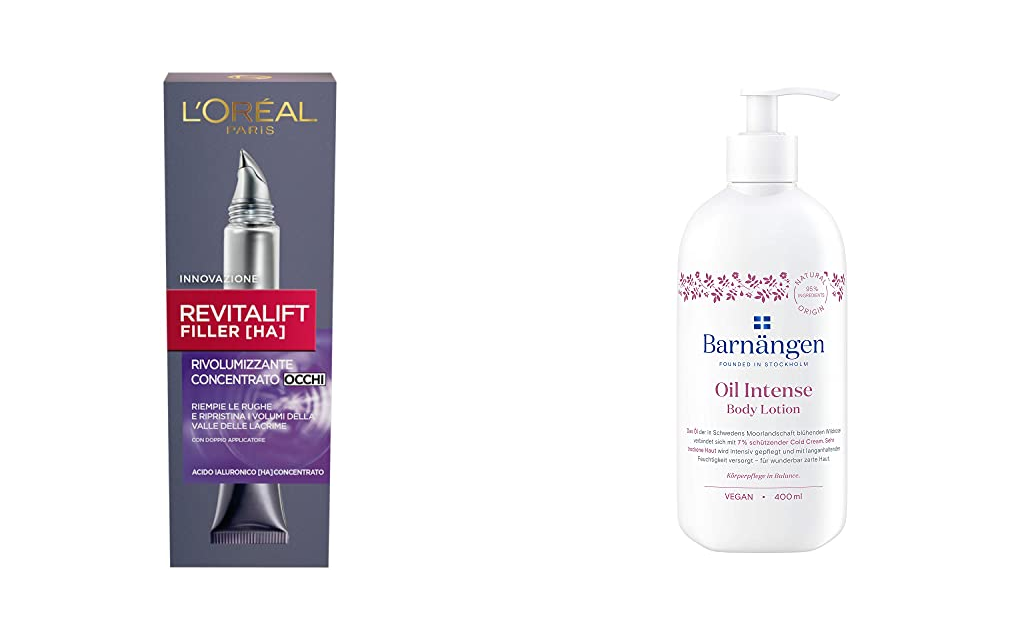 L'ORÉAL
PARIS
INNOVAZIONE
REVITALIFT
FILLER [HA]
RIVOLUMIZZANTE
CONCENTRATO OCCHI
RIEMPIE LE RUGHE
E RIPRISTINA I VOLUMI DELLA
VALLE DELLE LACRIME
CON DOPPIO APPLICATORE
ACIDO IALURONICO [HA] CONCENTRATO
NATURAL
95%
INGREDIENTS
ORIGIN
Barnängen
FOUNDED IN STOCKHOLM
Oil Intense
Body Lotion
Das Öl der in Schwedens Moorlandschaft blühenden Wildrose
verbindet sich mit 7% schützender Cold Cream. Sehr
trockene Haut wird intensiv gepflegt und mit langanhaltender
Feuchtigkeit versorgt – für wunderbar zarte Haut.
Körperpflege in Balance.
VEGAN • 400 ml